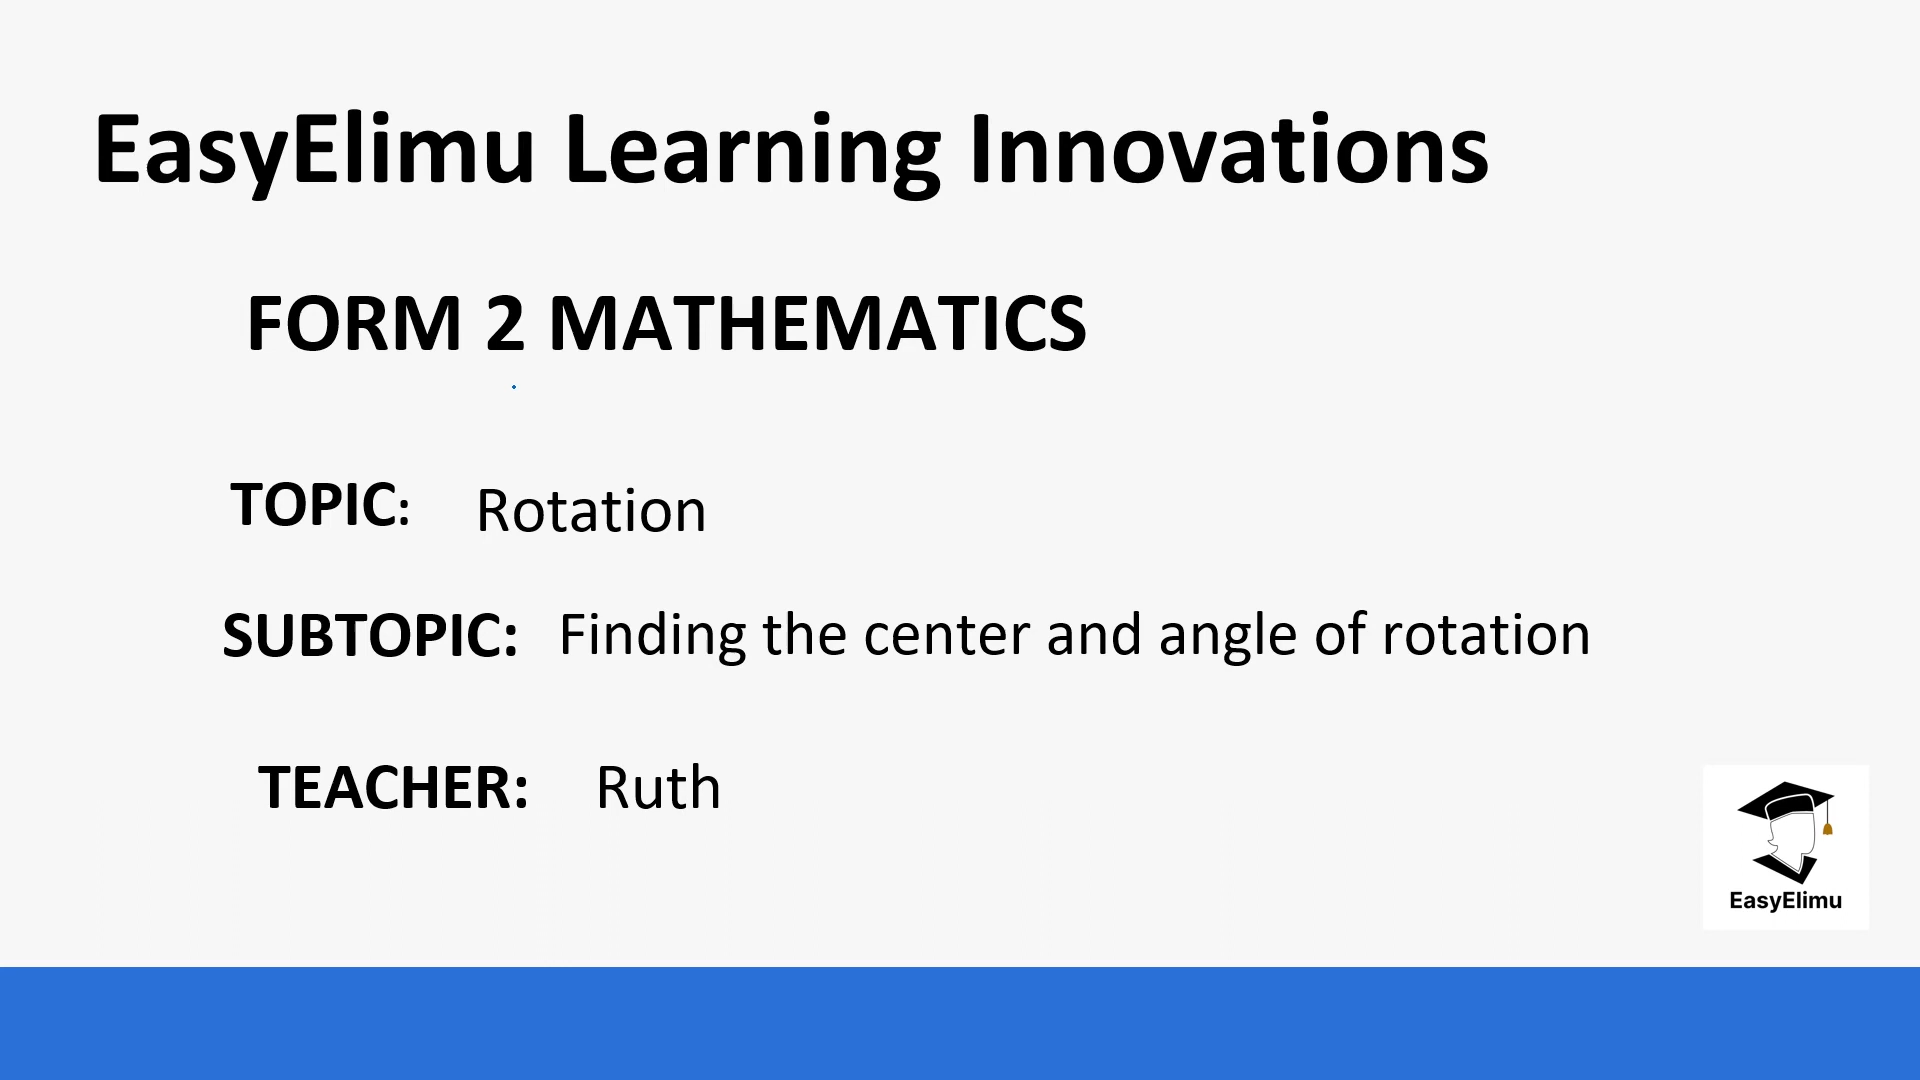 EasyElimu Learning Innovations
FORM 2 MATHEMATICS
TOPIC: Rotation
SUBTOPIC: Finding the center and angle of rotation
TEACHER: Ruth
EasyElimu